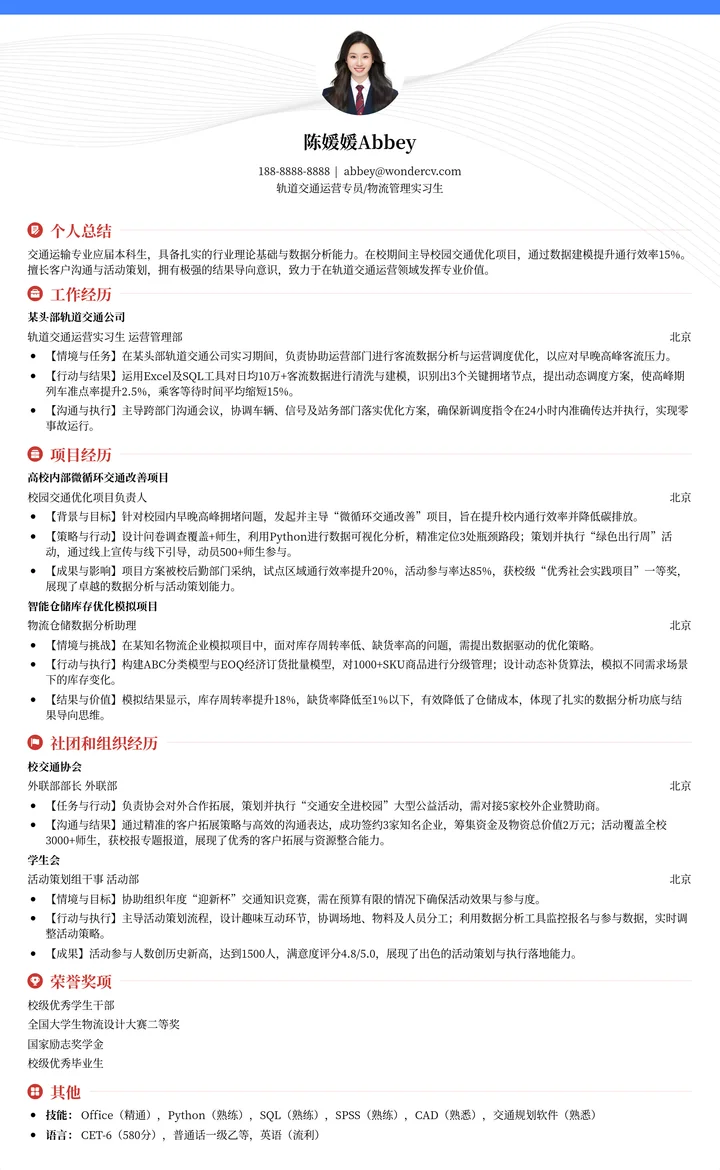 陈媛媛Abbey
188-8888-8888 | abbey@wondercv.com
轨道交通运营专员/物流管理实习生
个人总结
交通运输专业应届本科生，具备扎实的行业理论基础与数据分析能力。在校期间主导校园交通优化项目，通过数据建模提升通行效率15%。
擅长客户沟通与活动策划，拥有极强的结果导向意识，致力于在轨道交通运营领域发挥专业价值。
工作经历
某头部轨道交通公司
轨道交通运营实习生 运营管理部 北京
• 【情境与任务】在某头部轨道交通公司实习期间，负责协助运营部门进行客流数据分析与运营调度优化，以应对早晚高峰客流压力。
• 【行动与结果】运用Excel及SQL工具对日均10万+客流数据进行清洗与建模，识别出3个关键拥堵节点，提出动态调度方案，使高峰期
列车准点率提升2.5%，乘客等待时间平均缩短15%。
• 【沟通与执行】主导跨部门沟通会议，协调车辆、信号及站务部门落实优化方案，确保新调度指令在24小时内准确传达并执行，实现零
事故运行。
项目经历
高校内部微循环交通改善项目
校园交通优化项目负责人 北京
• 【背景与目标】针对校园内早晚高峰拥堵问题，发起并主导“微循环交通改善”项目，旨在提升校内通行效率并降低碳排放。
• 【策略与行动】设计问卷调查覆盖+师生，利用Python进行数据可视化分析，精准定位3处瓶颈路段；策划并执行“绿色出行周”活
动，通过线上宣传与线下引导，动员500+师生参与。
• 【成果与影响】项目方案被校后勤部门采纳，试点区域通行效率提升20%，活动参与率达85%，获校级“优秀社会实践项目”一等奖，
展现了卓越的数据分析与活动策划能力。
智能仓储库存优化模拟项目
物流仓储数据分析助理 北京
• 【情境与挑战】在某知名物流企业模拟项目中，面对库存周转率低、缺货率高的问题，需提出数据驱动的优化策略。
• 【行动与执行】构建ABC分类模型与EOQ经济订货批量模型，对1000+SKU商品进行分级管理；设计动态补货算法，模拟不同需求场景
下的库存变化。
• 【结果与价值】模拟结果显示，库存周转率提升18%，缺货率降低至1%以下，有效降低了仓储成本，体现了扎实的数据分析功底与结
果导向思维。
社团和组织经历
校交通协会
外联部部长 外联部 北京
• 【任务与行动】负责协会对外合作拓展，策划并执行“交通安全进校园”大型公益活动，需对接5家校外企业赞助商。
• 【沟通与结果】通过精准的客户拓展策略与高效的沟通表达，成功签约3家知名企业，筹集资金及物资总价值2万元；活动覆盖全校
3000+师生，获校报专题报道，展现了优秀的客户拓展与资源整合能力。
学生会
活动策划组干事 活动部 北京
• 【情境与目标】协助组织年度“迎新杯”交通知识竞赛，需在预算有限的情况下确保活动效果与参与度。
• 【行动与执行】主导活动策划流程，设计趣味互动环节，协调场地、物料及人员分工；利用数据分析工具监控报名与参与数据，实时调
整活动策略。
• 【成果】活动参与人数创历史新高，达到1500人，满意度评分4.8/5.0，展现了出色的活动策划与执行落地能力。
荣誉奖项
校级优秀学生干部
全国大学生物流设计大赛二等奖
国家励志奖学金
校级优秀毕业生
其他
• 技能： Office（精通），Python（熟练），SQL（熟练），SPSS（熟练），CAD（熟悉），交通规划软件（熟悉）
• 语言： CET-6（580分），普通话一级乙等，英语（流利）